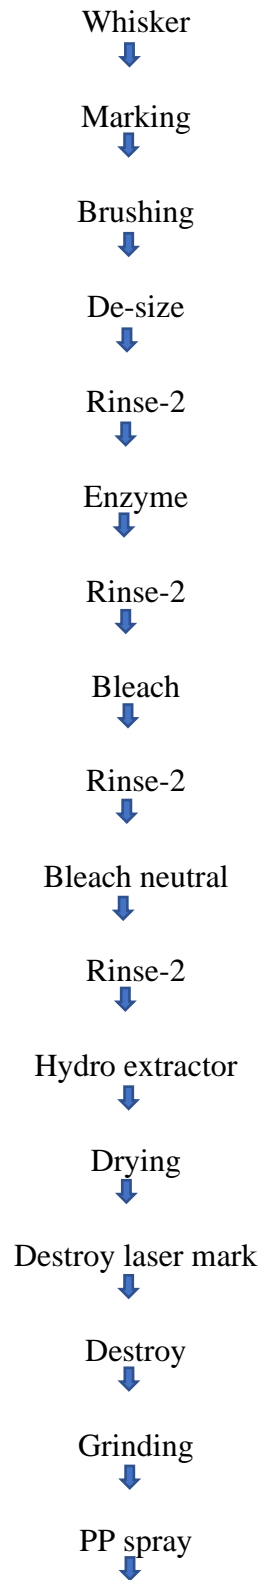 Whisker
Marking
Brushing
De-size
Rinse-2
Enzyme
Rinse-2
Bleach
Rinse-2
Bleach neutral
Rinse-2
Hydro extractor
Drying
Destroy laser mark
Destroy
Grinding
PP spray